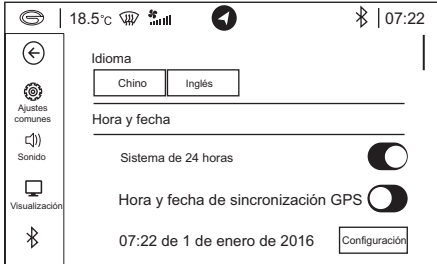 18.5°C
07:22
Idioma
Chino
Inglés
Ajustes
comunes
Hora y fecha
Sonido
Sistema de 24 horas
Visualización
Hora y fecha de sincronización GPS
07:22 de 1 de enero de 2016
Configuración